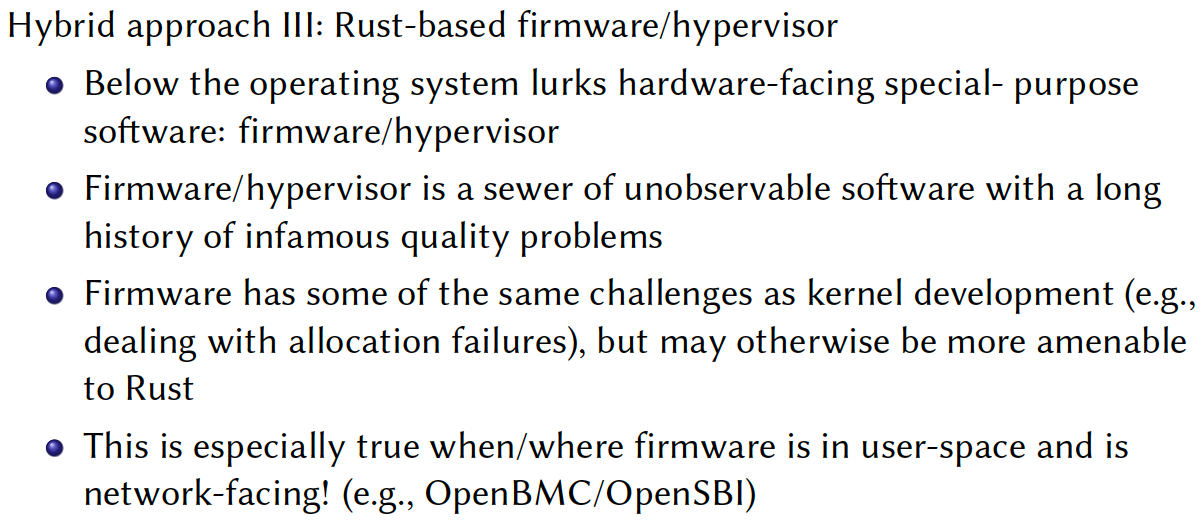 Hybrid approach III: Rust-based firmware/hypervisor
Below the operating system lurks hardware-facing special- purpose
software: firmware/hypervisor
Firmware/hypervisor is a sewer of unobservable software with a long
history of infamous quality problems
Firmware has some of the same challenges as kernel development (e.g.,
dealing with allocation failures), but may otherwise be more amenable
to Rust
This is especially true when/where firmware is in user-space and is
network-facing! (e.g., OpenBMC/OpenSBI)